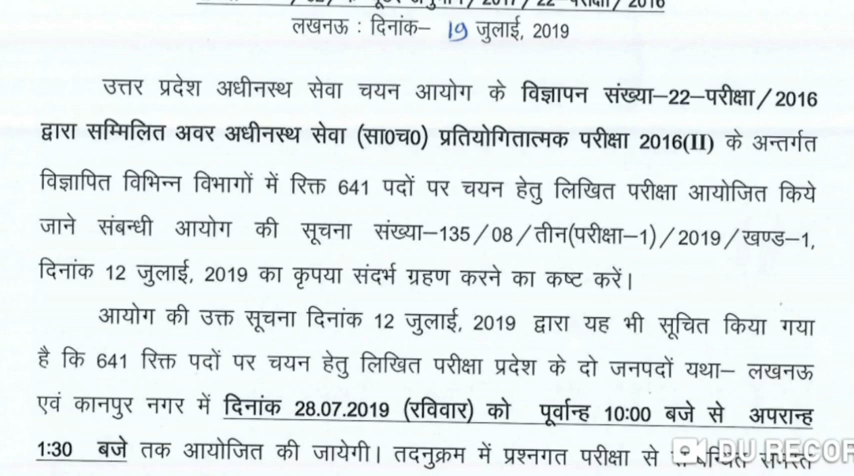 2016
लखनऊ : दिनांक– 19 जुलाई, 2019
उत्तर प्रदेश अधीनस्थ सेवा चयन आयोग के विज्ञापन संख्या–22–परीक्षा/2016
द्वारा सम्मिलित अवर अधीनस्थ सेवा (सा0च0) प्रतियोगितात्मक परीक्षा 2016(II) के अन्तर्गत
विज्ञापित विभिन्न विभागों में रिक्त 641 पदों पर चयन हेतु लिखित परीक्षा आयोजित किये
जाने संबन्धी आयोग की सूचना संख्या–135/08/तीन(परीक्षा–1)/2019/खण्ड–1,
दिनांक 12 जुलाई, 2019 का कृपया संदर्भ ग्रहण करने का कष्ट करें।
आयोग की उक्त सूचना दिनांक 12 जुलाई, 2019 द्वारा यह भी सूचित किया गया
है कि 641 रिक्त पदों पर चयन हेतु लिखित परीक्षा प्रदेश के दो जनपदों यथा– लखनऊ
एवं कानपुर नगर में दिनांक 28.07.2019 (रविवार) को पूर्वान्ह 10:00 बजे से अपरान्ह
1:30 बजे तक आयोजित की जायेगी। तदनुक्रम में प्रश्नगत परीक्षा से
DU RECOR